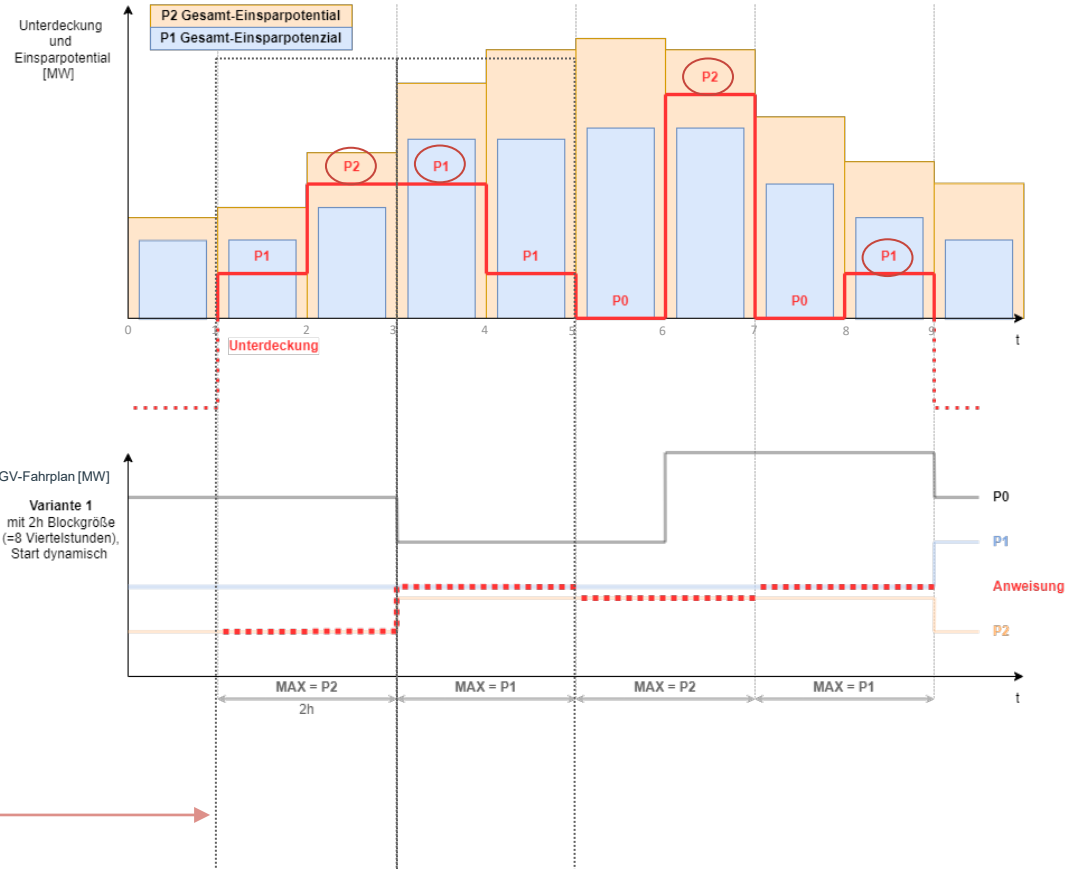 Unterdeckung
und
Einsparpotential
[MW]
P2 Gesamt-Einsparpotential
P1 Gesamt-Einsparpotenzial
P2
P2
P1
P1
P1
P1
P0
P0
0 1 2 3 4 5 6 7 8 9
t
Unterdeckung
GV-Fahrplan [MW]
Variante 1
mit 2h Blockgröße
(=8 Viertelstunden),
Start dynamisch
P0
P1
Anweisung
P2
MAX = P2
MAX = P1
MAX = P2
MAX = P1
2h
t